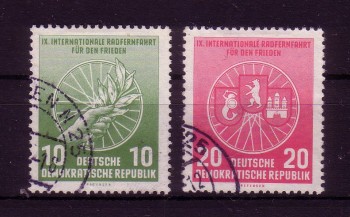 IX. INTERNATIONALE RADFERNFAHRT
FÜR DEN FRIEDEN
10 10
DEUTSCHE
DEMOKRATISCHE REPUBLIK
IX. INTERNATIONALE RADFERNFAHRT
FÜR DEN FRIEDEN
20 20
DEUTSCHE
DEMOKRATISCHE REPUBLIK